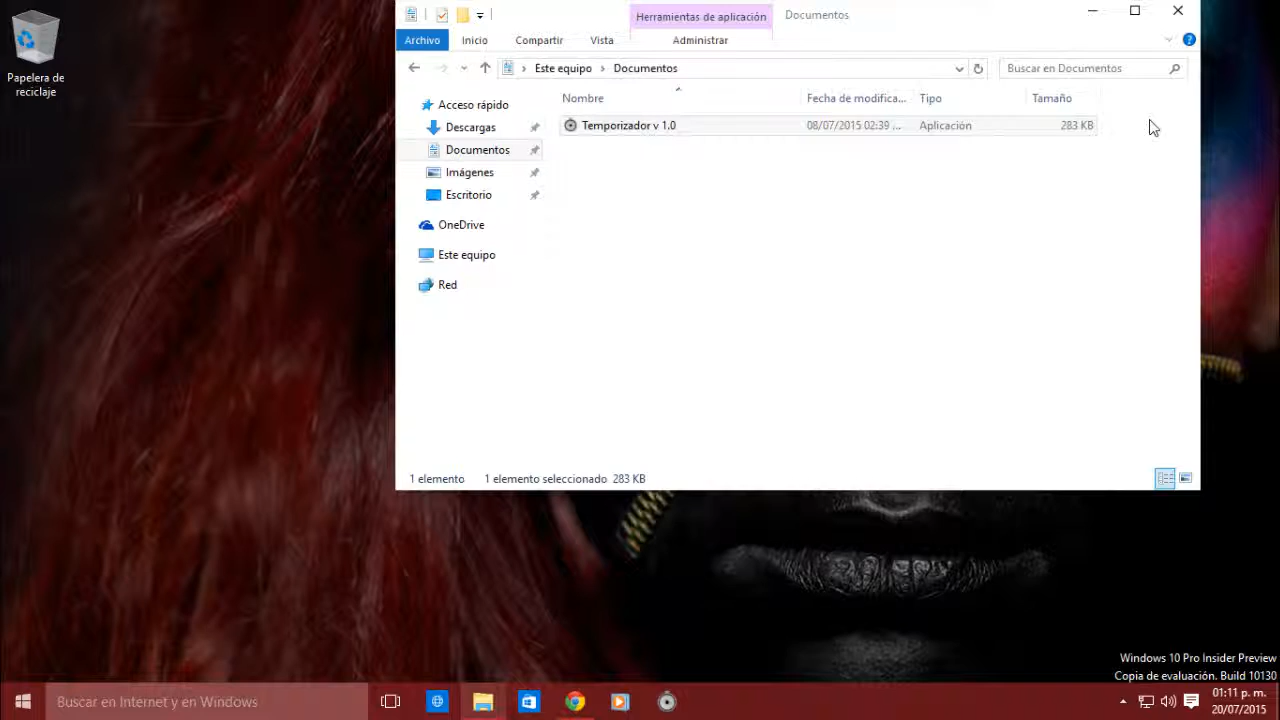 Papelera de
reciclaje
Herramientas de aplicación
Documentos
Archivo
Inicio
Compartir
Vista
Administrar
Este equipo
Documentos
Buscar en Documentos
Acceso rápido
Descargas
Documentos
Imágenes
Escritorio
OneDrive
Este equipo
Red
Nombre
Fecha de modifica...
Tipo
Tamaño
Temporizador v 1.0
08/07/2015 02:39 ...
Aplicación
283 KB
1 elemento
1 elemento seleccionado 283 KB
Windows 10 Pro Insider Preview
Copia de evaluación. Build 10130
Buscar en Internet y en Windows
01:11 p. m.
20/07/2015